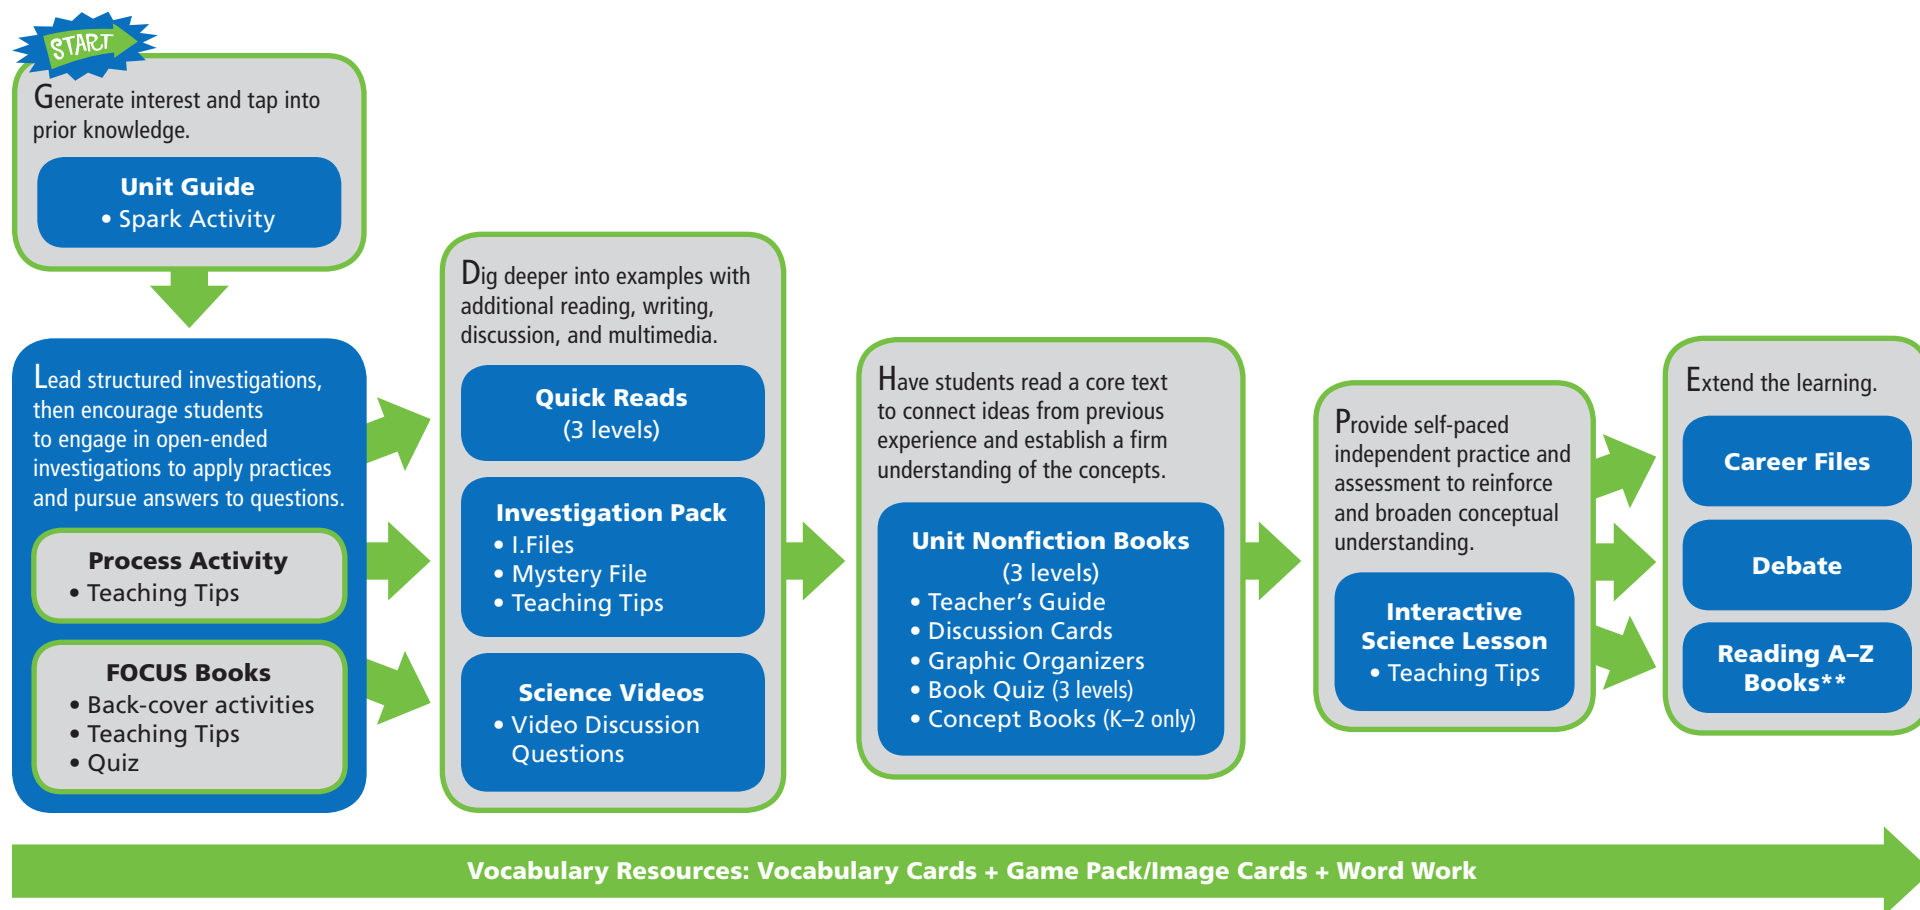 START
Generate interest and tap into
prior knowledge.
Unit Guide
• Spark Activity
Lead structured investigations,
then encourage students
to engage in open-ended
investigations to apply practices
and pursue answers to questions.
Process Activity
• Teaching Tips
FOCUS Books
• Back-cover activities
• Teaching Tips
• Quiz
Dig deeper into examples with
additional reading, writing,
discussion, and multimedia.
Quick Reads
(3 levels)
Investigation Pack
• I.Files
• Mystery File
• Teaching Tips
Science Videos
• Video Discussion
Questions
Have students read a core text
to connect ideas from previous
experience and establish a firm
understanding of the concepts.
Unit Nonfiction Books
(3 levels)
• Teacher’s Guide
• Discussion Cards
• Graphic Organizers
• Book Quiz (3 levels)
• Concept Books (K–2 only)
Provide self-paced
independent practice and
assessment to reinforce
and broaden conceptual
understanding.
Interactive
Science Lesson
• Teaching Tips
Extend the learning.
Career Files
Debate
Reading A–Z
Books**
Vocabulary Resources: Vocabulary Cards + Game Pack/Image Cards + Word Work